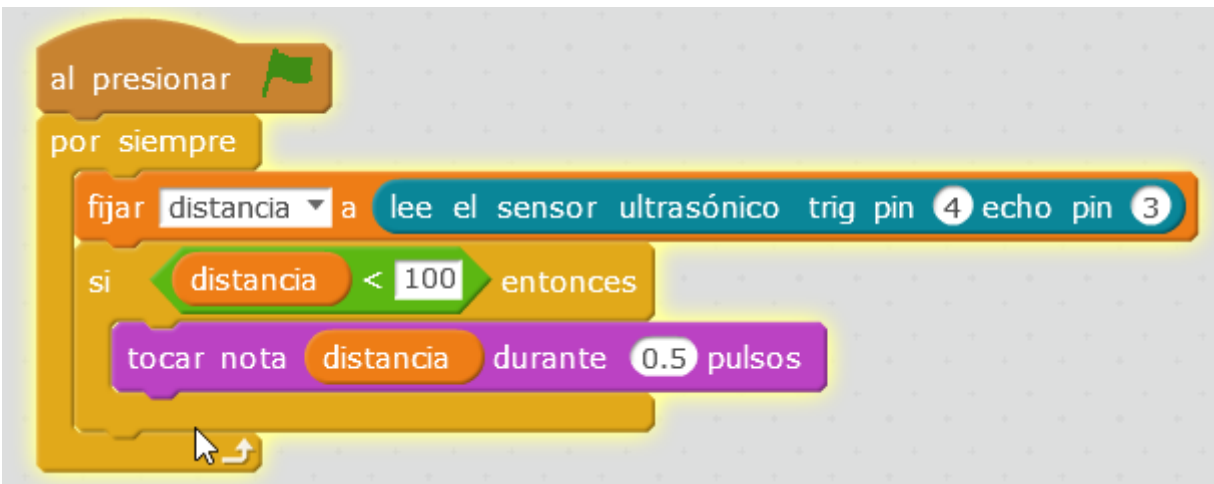 al presionar
por siempre
fijar distancia a lee el sensor ultrasónico trig pin 4 echo pin 3
si distancia < 100 entonces
tocar nota distancia durante 0.5 pulsos